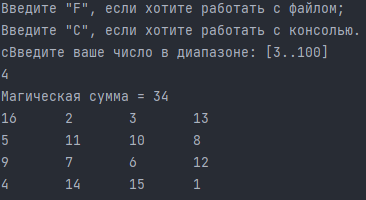 Введите "F", если хотите работать с файлом;
Введите "C", если хотите работать с консолью.
сВведите ваше число в диапазоне: [3..100]
4
Магическая сумма = 34
16 2 3 13
5 11 10 8
9 7 6 12
4 14 15 1